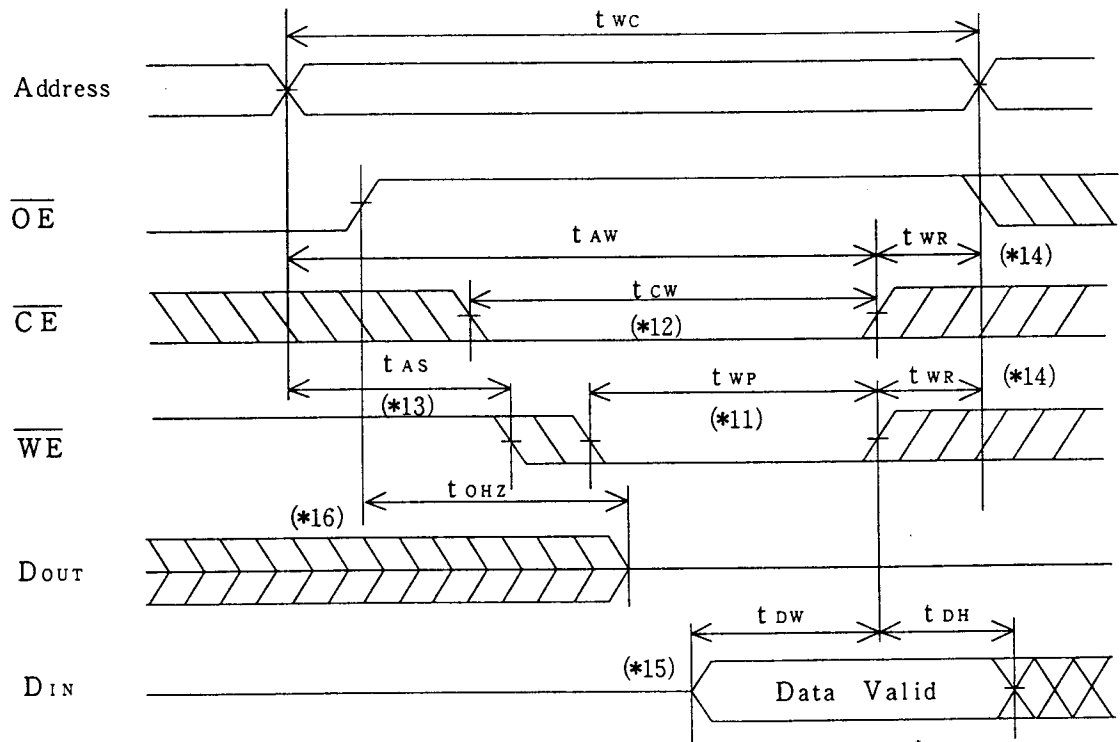 t WC
Address
OE
t AW
t WR
(*14)
CE
t CW
(*12)
t AS
(*13)
t WP
(*11)
t WR
(*14)
WE
t OHZ
(*16)
DOUT
t DW
t DH
(*15)
DIN
Data Valid